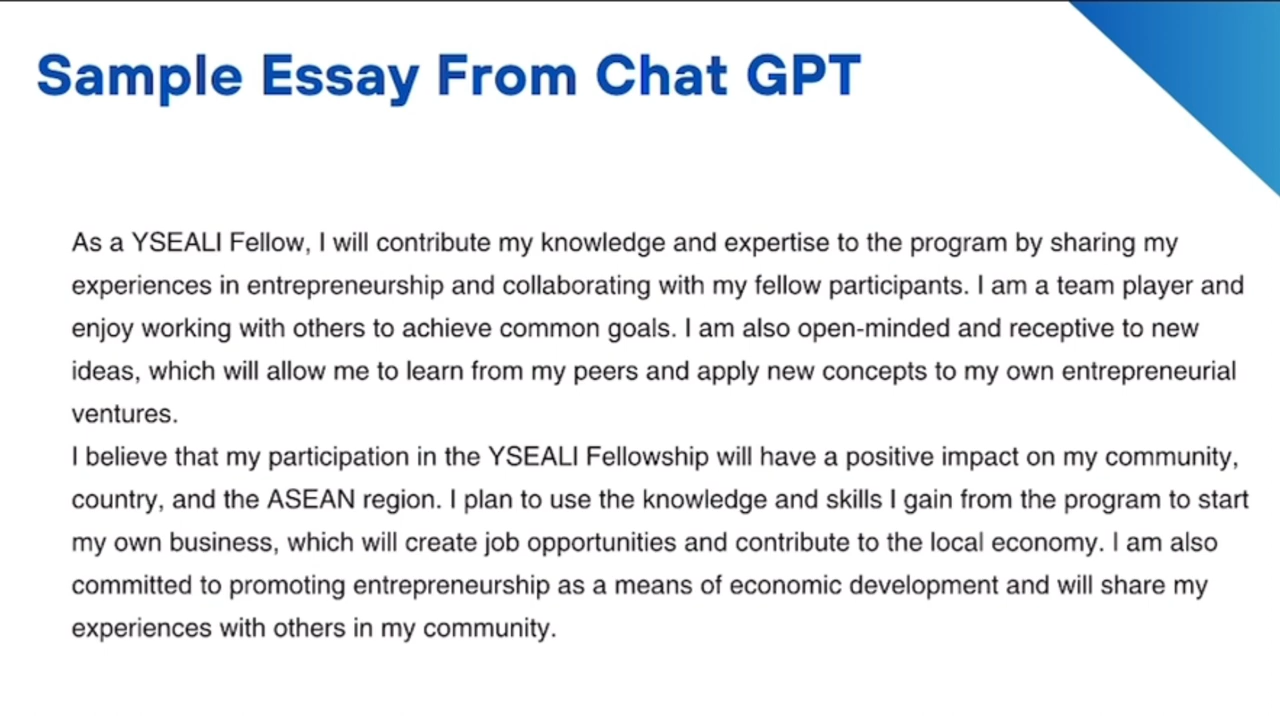 Sample Essay From Chat GPT
As a YSEALI Fellow, I will contribute my knowledge and expertise to the program by sharing my
experiences in entrepreneurship and collaborating with my fellow participants. I am a team player and
enjoy working with others to achieve common goals. I am also open-minded and receptive to new
ideas, which will allow me to learn from my peers and apply new concepts to my own entrepreneurial
ventures.
I believe that my participation in the YSEALI Fellowship will have a positive impact on my community,
country, and the ASEAN region. I plan to use the knowledge and skills I gain from the program to start
my own business, which will create job opportunities and contribute to the local economy. I am also
committed to promoting entrepreneurship as a means of economic development and will share my
experiences with others in my community.